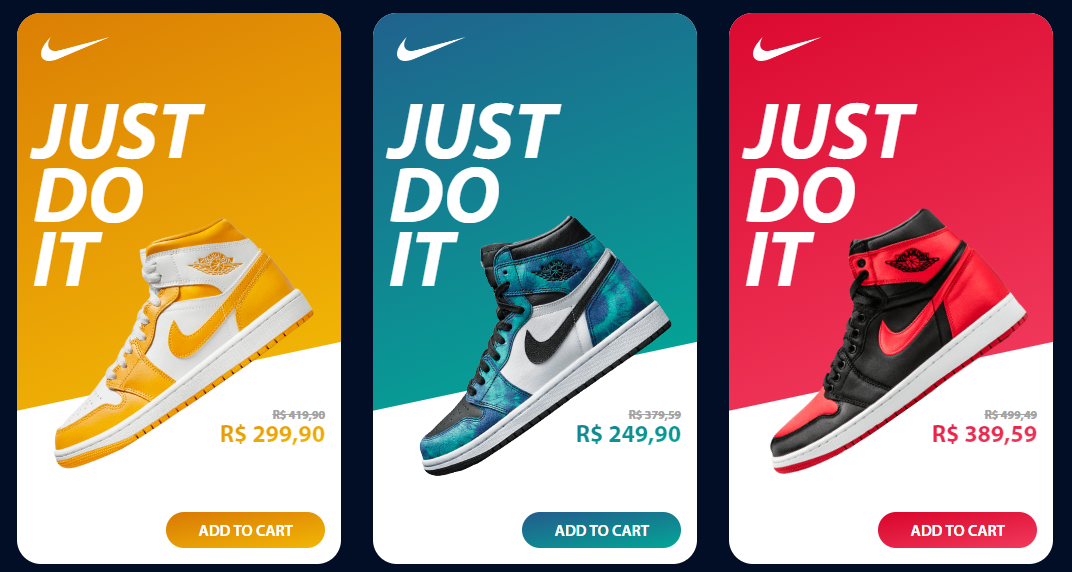 JUST
DO
IT
R$ 419,90
R$ 299,90
ADD TO CART
JUST
DO
IT
R$ 379,59
R$ 249,90
ADD TO CART
JUST
DO
IT
R$ 499,49
R$ 389,59
ADD TO CART